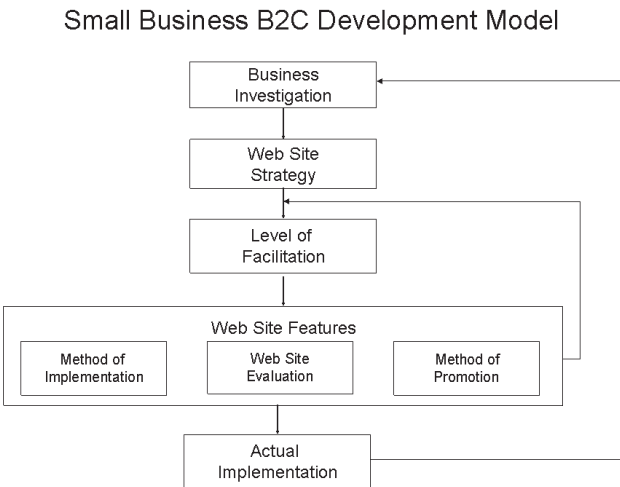 Small Business B2C Development Model
Business
Investigation
Web Site
Strategy
Level of
Facilitation
Web Site Features
Method of
Implementation
Web Site
Evaluation
Method of
Promotion
Actual
Implementation